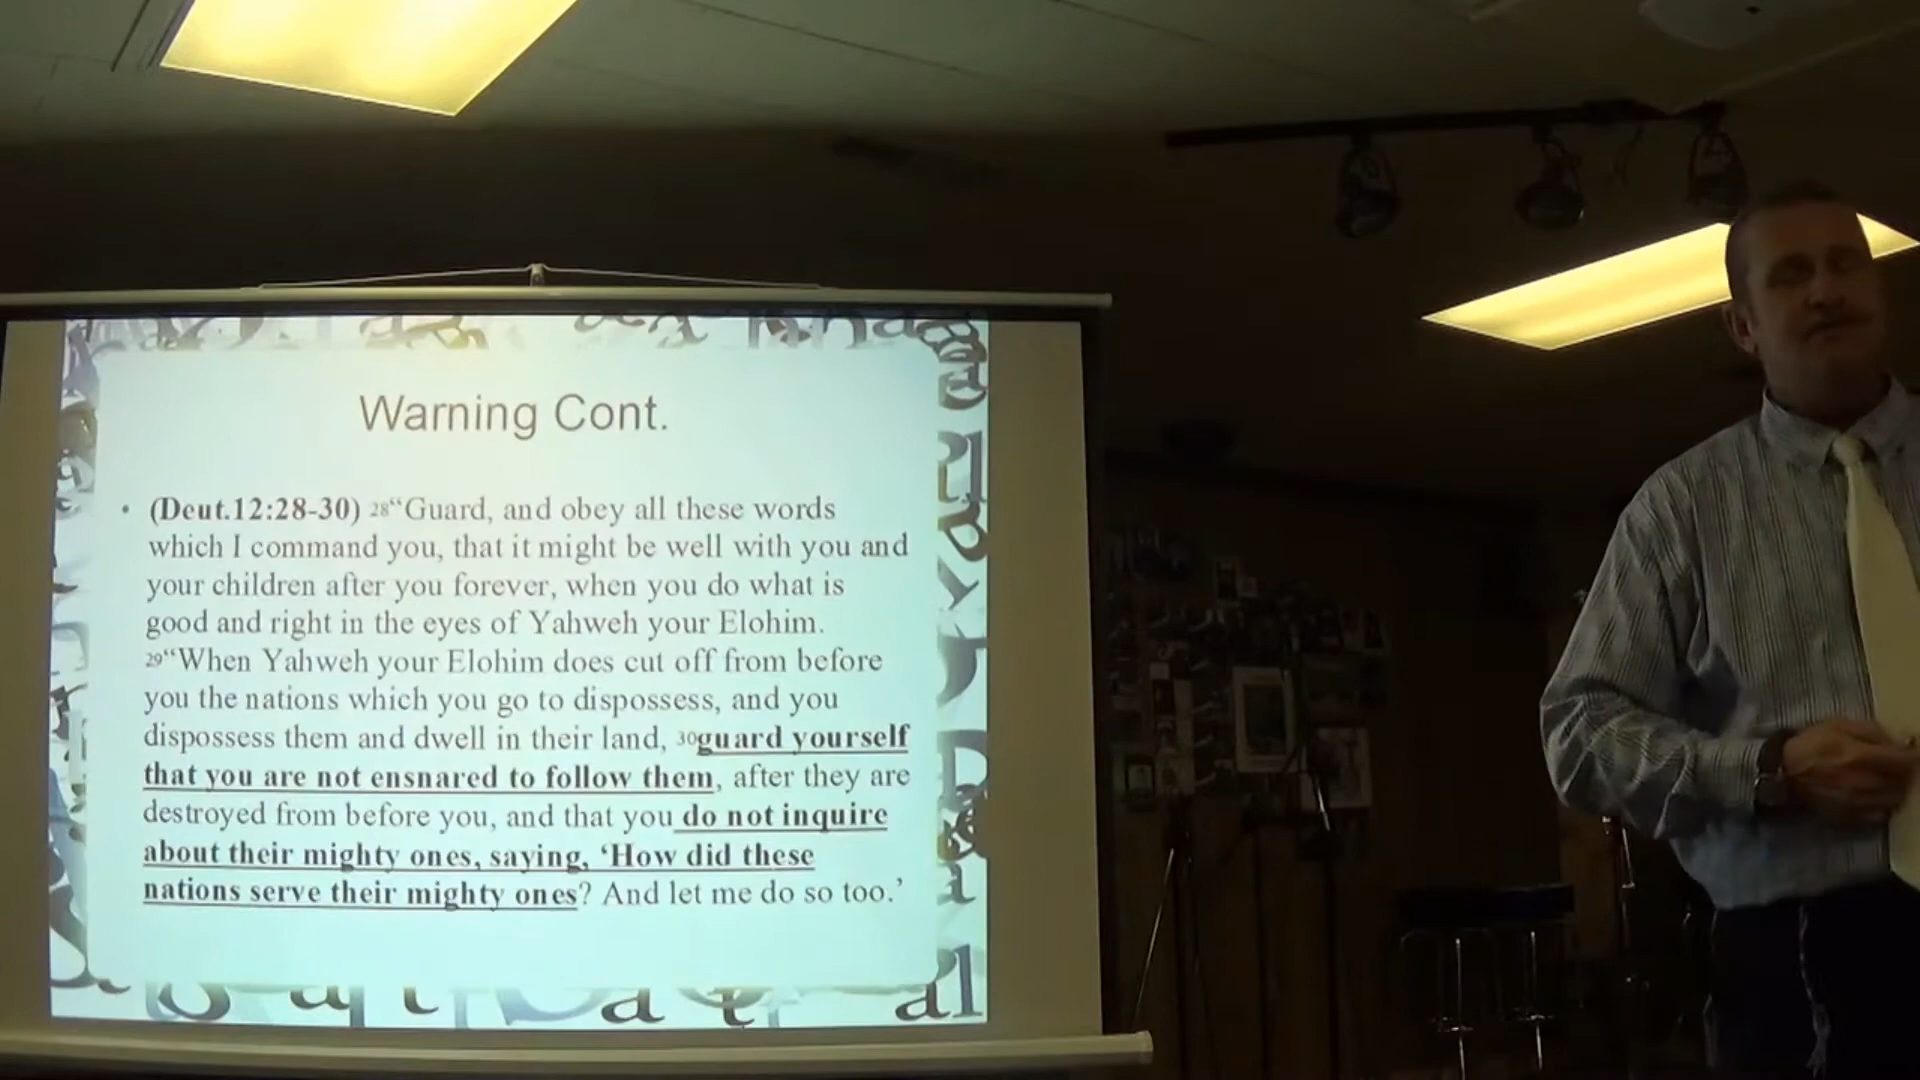 Warning Cont.
• (Deut.12:28-30) 28“Guard, and obey all these words
which I command you, that it might be well with you and
your children after you forever, when you do what is
good and right in the eyes of Yahweh your Elohim.
29“When Yahweh your Elohim does cut off from before
you the nations which you go to dispossess, and you
dispossess them and dwell in their land, 30guard yourself
that you are not ensnared to follow them, after they are
destroyed from before you, and that you do not inquire
about their mighty ones, saying, ‘How did these
nations serve their mighty ones? And let me do so too.’